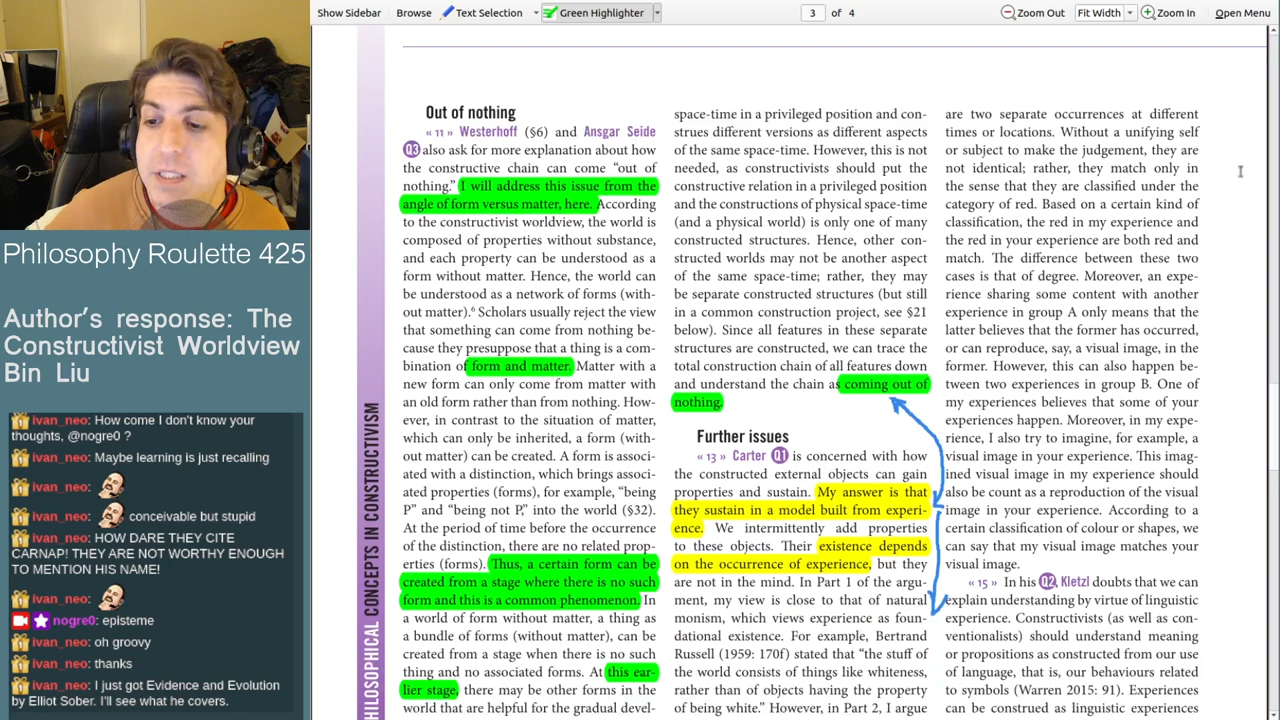 Show Sidebar Browse Text Selection Green Highlighter 3 of 4 Zoom Out Fit Width Zoom In Open Menu
Philosophy Roulette 425
Author's response: The
Constructivist Worldview
Bin Liu
ivan_neo: How come I don't know your
thoughts, @nogre0 ?
ivan_neo: Maybe learning is just recalling
ivan_neo:
ivan_neo: conceivable but stupid
ivan_neo: HOW DARE THEY CITE
CARNAP! THEY ARE NOT WORTHY ENOUGH
TO MENTION HIS NAME!
ivan_neo:
nogre0: episteme
ivan_neo: oh groovy
ivan_neo: thanks
ivan_neo: I just got Evidence and Evolution
by Elliot Sober. I'll see what he covers.
PHILOSOPHICAL CONCEPTS IN CONSTRUCTIVISM
Out of nothing
« 11 » Westerhoff (§6) and Ansgar Seide
Q3 also ask for more explanation about how
the constructive chain can come “out of
nothing.” I will address this issue from the
angle of form versus matter, here. According
to the constructivist worldview, the world is
composed of properties without substance,
and each property can be understood as a
form without matter. Hence, the world can
be understood as a network of forms (with-
out matter).6 Scholars usually reject the view
that something can come from nothing be-
cause they presuppose that a thing is a com-
bination of form and matter. Matter with a
new form can only come from matter with
an old form rather than from nothing. How-
ever, in contrast to the situation of matter,
which can only be inherited, a form (with-
out matter) can be created. A form is associ-
ated with a distinction, which brings associ-
ated properties (forms), for example, “being
P” and “being not P,” into the world (§32).
At the period of time before the occurrence
of the distinction, there are no related prop-
erties (forms). Thus, a certain form can be
created from a stage where there is no such
form and this is a common phenomenon. In
a world of form without matter, a thing as
a bundle of forms (without matter), can be
created from a stage when there is no such
thing and no associated forms. At this ear-
lier stage, there may be other forms in the
world that are helpful for the gradual devel-
space-time in a privileged position and con-
strues different versions as different aspects
of the same space-time. However, this is not
needed, as constructivists should put the
constructive relation in a privileged position
and the constructions of physical space-time
(and a physical world) is only one of many
constructed structures. Hence, other con-
structed worlds may not be another aspect
of the same space-time; rather, they may
be separate constructed structures (but still
in a common construction project, see §21
below). Since all features in these separate
structures are constructed, we can trace the
total construction chain of all features down
and understand the chain as coming out of
nothing.
Further issues
« 13 » Carter Q1 is concerned with how
the constructed external objects can gain
properties and sustain. My answer is that
they sustain in a model built from experi-
ence. We intermittently add properties
to these objects. Their existence depends
on the occurrence of experience, but they
are not in the mind. In Part 1 of the argu-
ment, my view is close to that of natural
monism, which views experience as foun-
dational existence. For example, Bertrand
Russell (1959: 170f) stated that “the stuff of
the world consists of things like whiteness,
rather than of objects having the property
of being white.” However, in Part 2, I argue
are two separate occurrences at different
times or locations. Without a unifying self
or subject to make the judgement, they are
not identical; rather, they match only in
the sense that they are classified under the
category of red. Based on a certain kind of
classification, the red in my experience and
the red in your experience are both red and
match. The difference between these two
cases is that of degree. Moreover, an expe-
rience sharing some content with another
experience in group A only means that the
latter believes that the former has occurred,
or can reproduce, say, a visual image, in the
former. However, this can also happen be-
tween two experiences in group B. One of
my experiences believes that some of your
experiences happen. Moreover, in my expe-
rience, I also try to imagine, for example, a
visual image in your experience. This imag-
ined visual image in my experience should
also be count as a reproduction of the visual
image in your experience. According to a
certain classification of colour or shapes, we
can say that my visual image matches your
visual image.
« 15 » In his Q2, Kletzl doubts that we can
explain understanding by virtue of linguistic
experience. Constructivists (as well as con-
ventionalists) should understand meaning
or propositions as constructed from our use
of language, that is, our behaviours related
to symbols (Warren 2015: 91). Experiences
can be construed as linguistic experiences